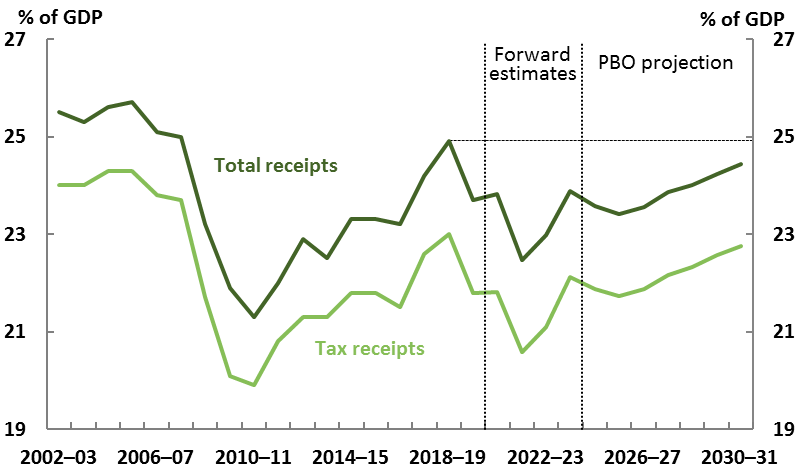 % of GDP
% of GDP
27
27
Forward
estimates
PBO projection
25
25
Total receipts
23
23
21
21
Tax receipts
19
19
2002–03
2006–07
2010–11
2014–15
2018–19
2022–23
2026–27
2030–31